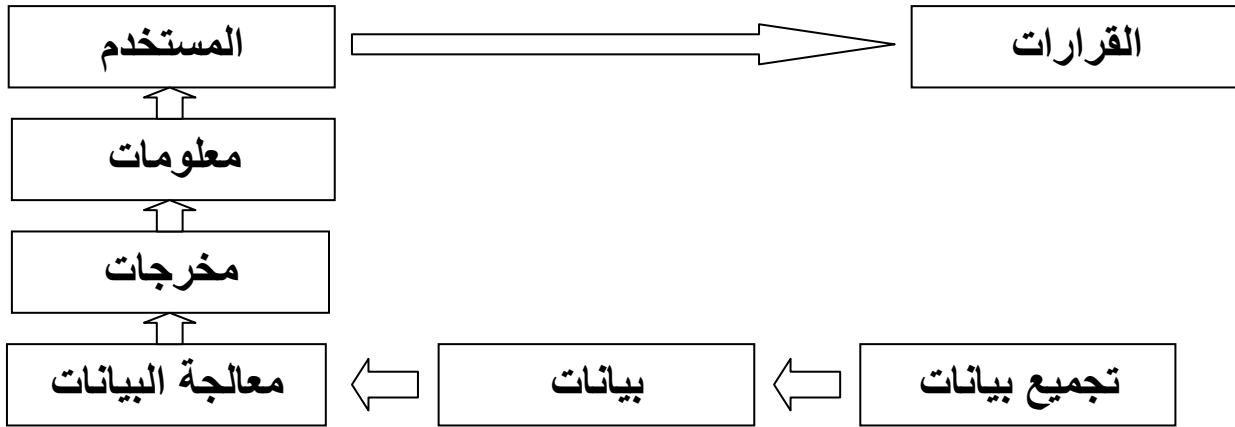 القرارات
المستخدم
معلومات
مخرجات
تجميع بيانات
بيانات
معالجة البيانات